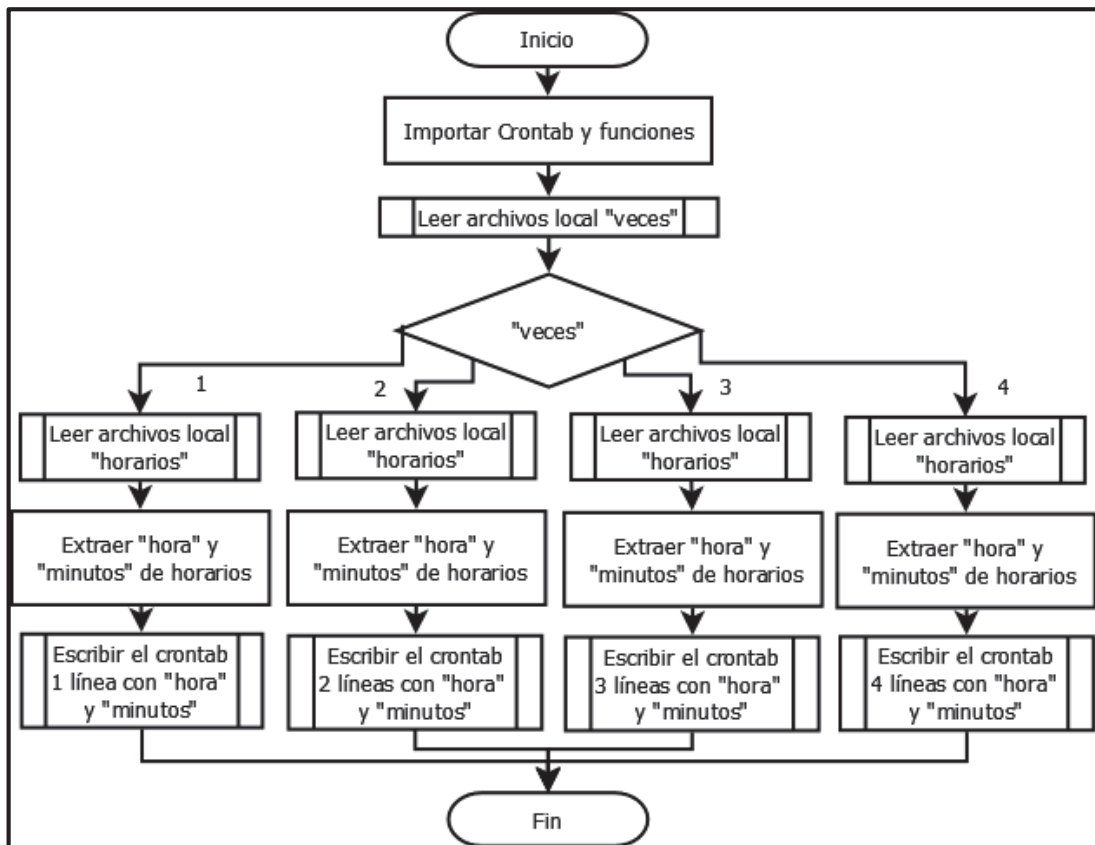 Inicio
Importar Crontab y funciones
Leer archivos local "veces"
"veces"
1
2
3
4
Leer archivos local
"horarios"
Leer archivos local
"horarios"
Leer archivos local
"horarios"
Leer archivos local
"horarios"
Extraer "hora" y
"minutos" de horarios
Extraer "hora" y
"minutos" de horarios
Extraer "hora" y
"minutos" de horarios
Extraer "hora" y
"minutos" de horarios
Escribir el crontab
1 línea con "hora"
y "minutos"
Escribir el crontab
2 líneas con "hora"
y "minutos"
Escribir el crontab
3 líneas con "hora"
y "minutos"
Escribir el crontab
4 líneas con "hora"
y "minutos"
Fin